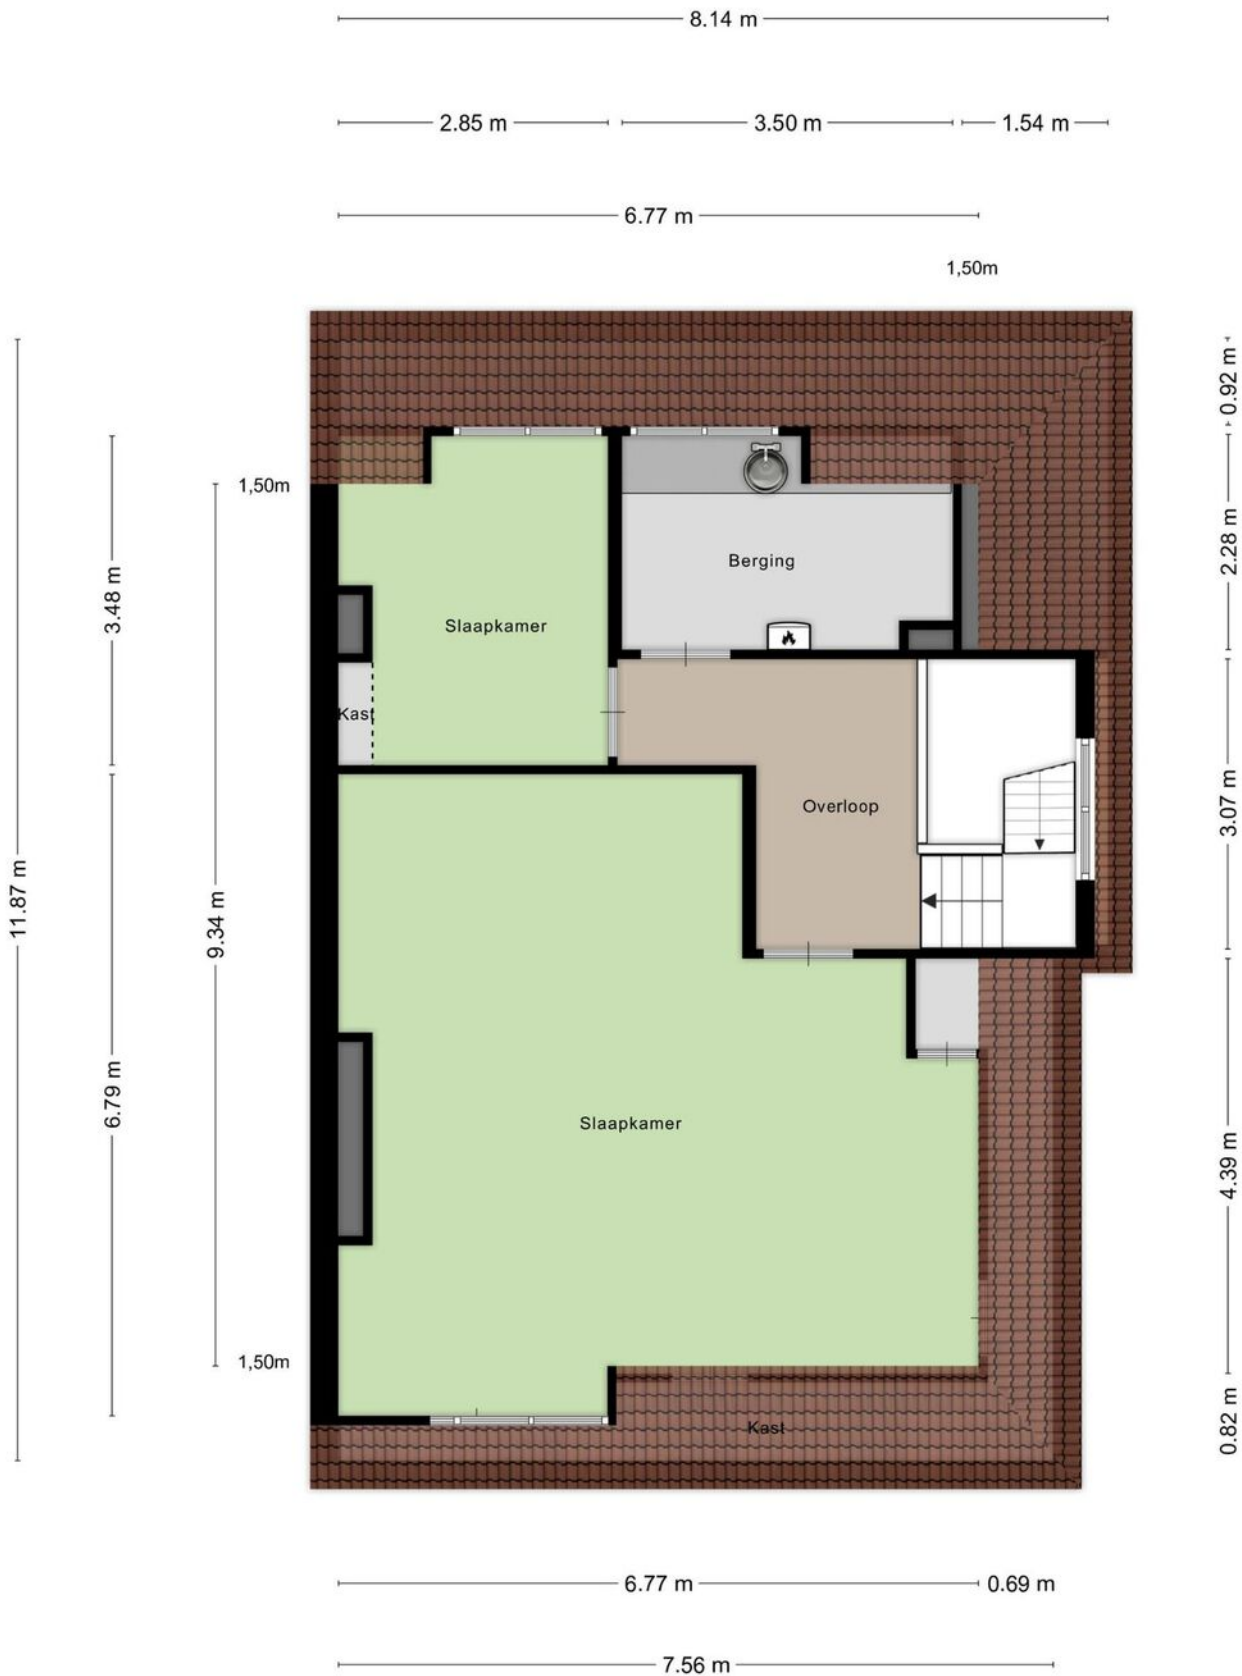 8.14 m
2.85 m
3.50 m
1.54 m
6.77 m
1,50m
0.92 m
1,50m
2.28 m
Berging
3.48 m
Slaapkamer
Kast
Overloop
3.07 m
11.87 m
9.34 m
6.79 m
Slaapkamer
4.39 m
1,50m
0.82 m
Kast
6.77 m
0.69 m
7.56 m